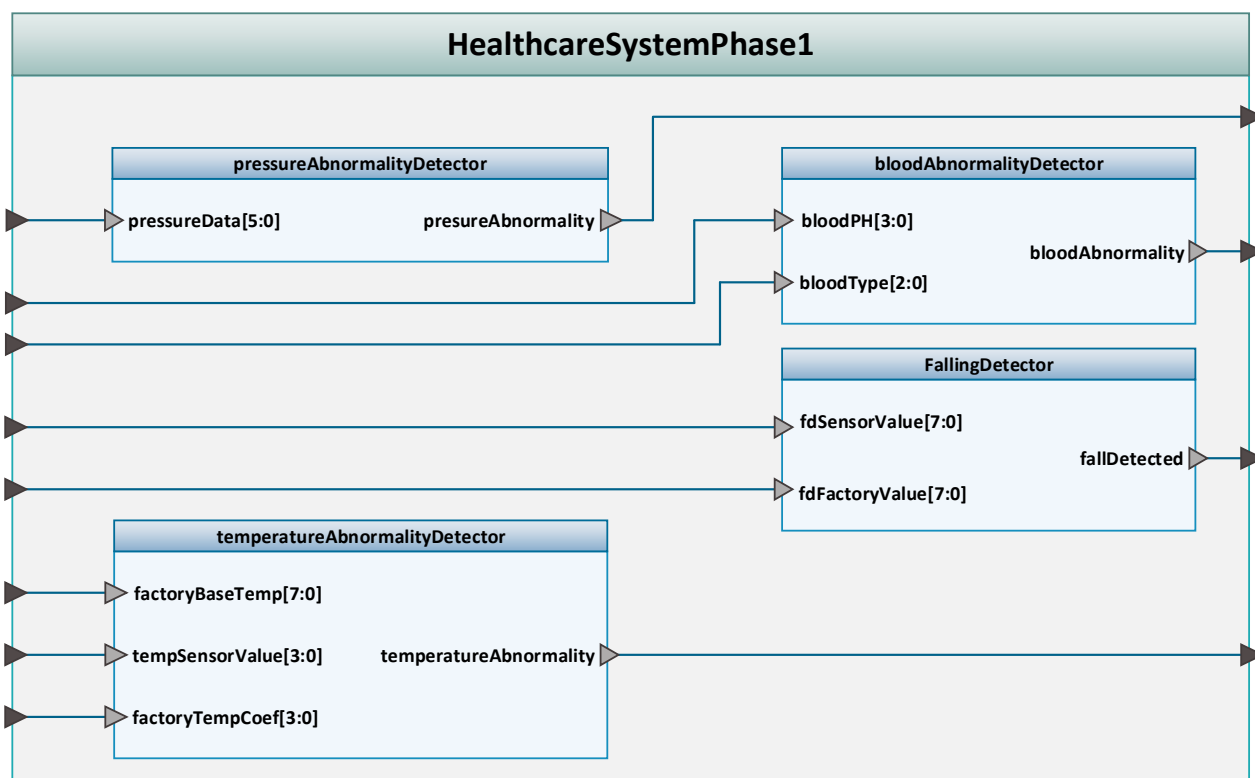 HealthcareSystemPhase1
pressureAbnormalityDetector
pressureData[5:0]
presureAbnormality
bloodAbnormalityDetector
bloodPH[3:0]
bloodAbnormality
bloodType[2:0]
FallingDetector
fdSensorValue[7:0]
fallDetected
fdFactoryValue[7:0]
temperatureAbnormalityDetector
factoryBaseTemp[7:0]
tempSensorValue[3:0]
temperatureAbnormality
factoryTempCoef[3:0]